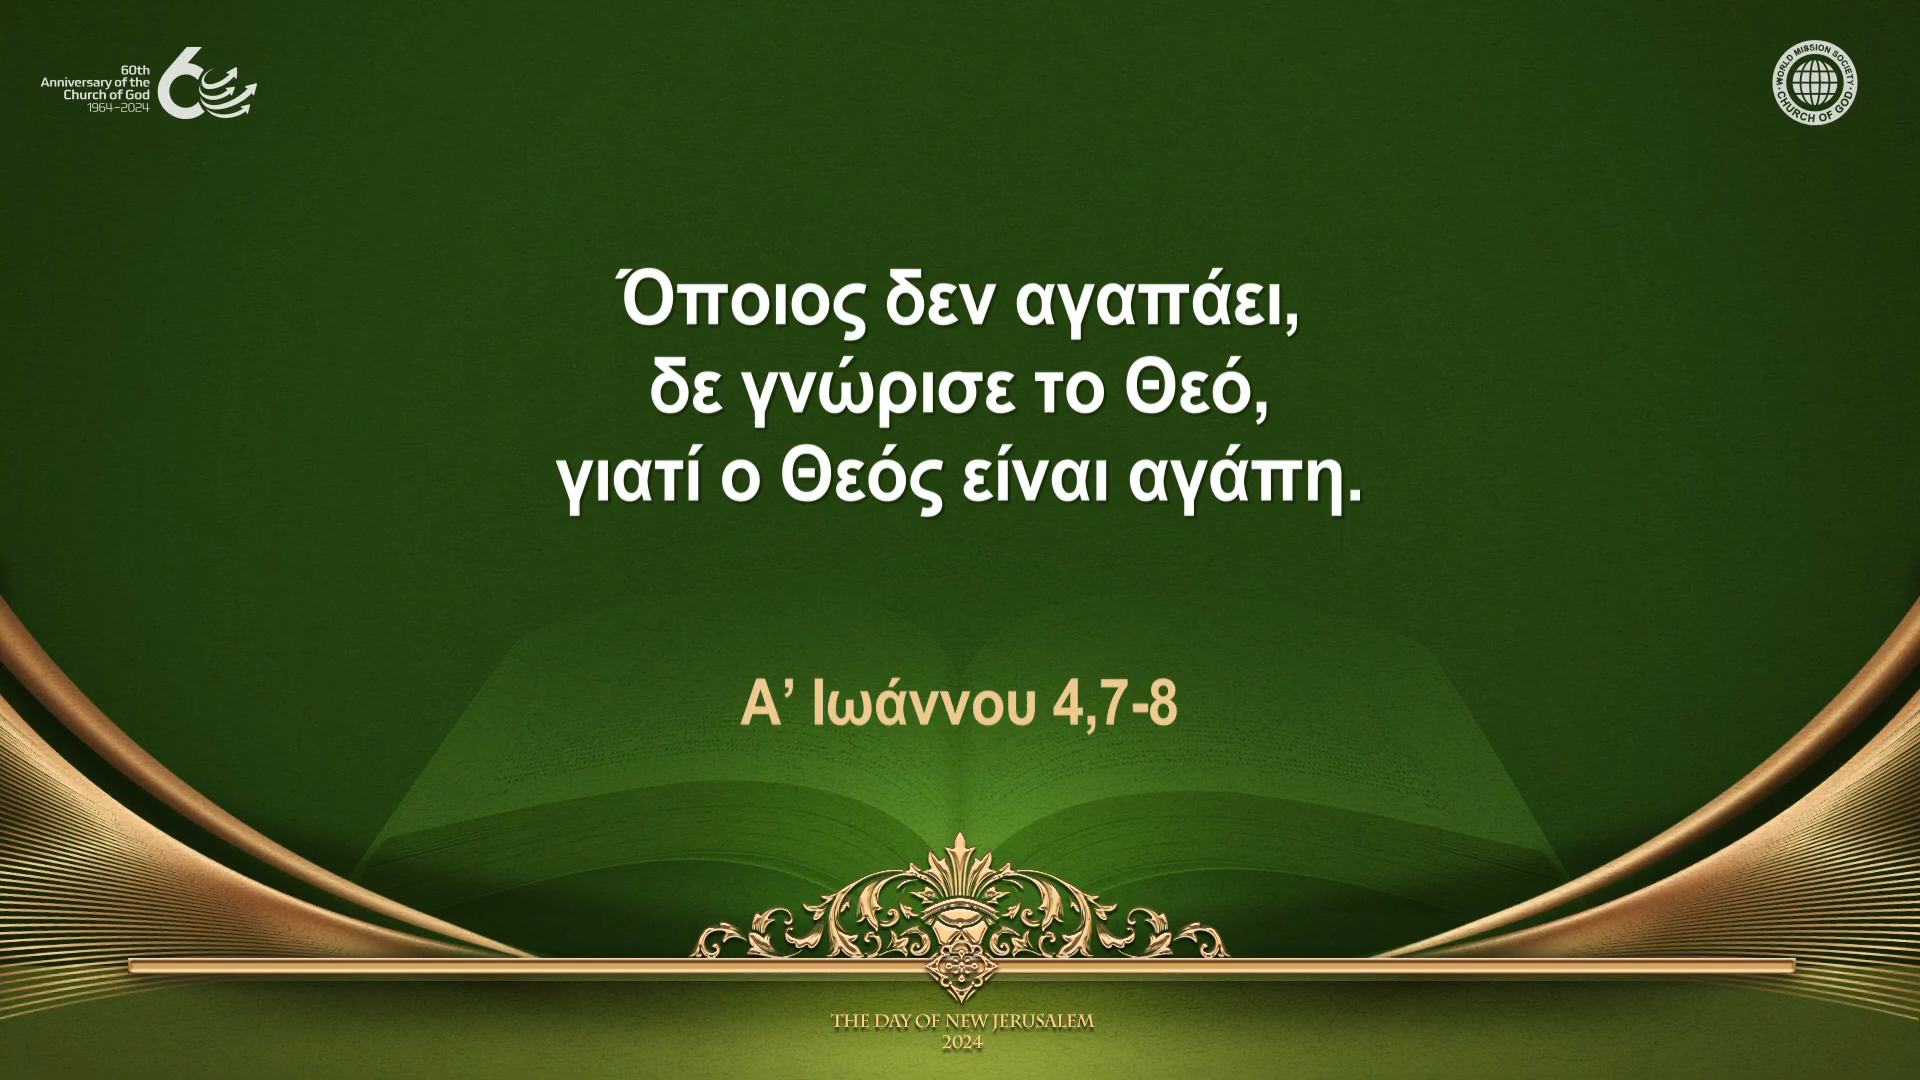 60th
Anniversary of the
Church of God
1964–2024
WORLD MISSION SOCIETY
CHURCH OF GOD
Όποιος δεν αγαπάει,
δε γνώρισε το Θεό,
γιατί ο Θεός είναι αγάπη.
Α’ Ιωάννου 4,7-8
THE DAY OF NEW JERUSALEM
2024